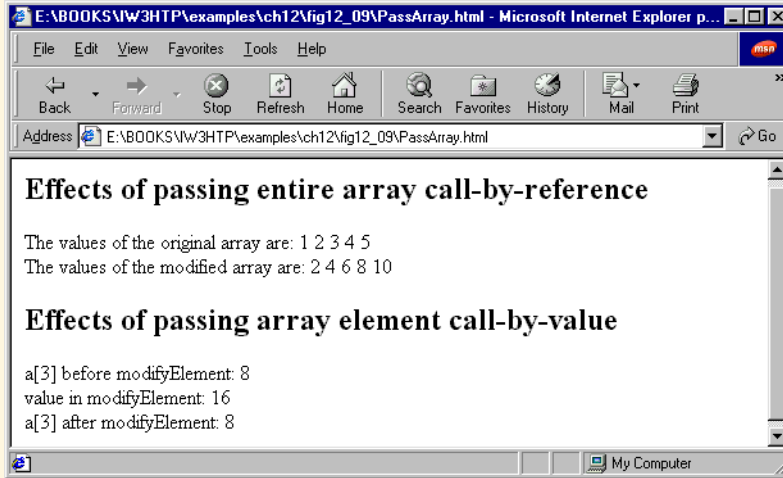 E:\BOOKS\IW3HTP\examples\ch12\fig12_09\PassArray.html - Microsoft Internet Explorer p...
File Edit View Favorites Tools Help
msn
Back Forward Stop Refresh Home Search Favorites History Mail Print
Address E:\BOOKS\IW3HTP\examples\ch12\fig12_09\PassArray.html Go
Effects of passing entire array call-by-reference
The values of the original array are: 1 2 3 4 5
The values of the modified array are: 2 4 6 8 10
Effects of passing array element call-by-value
a[3] before modifyElement: 8
value in modifyElement: 16
a[3] after modifyElement: 8
My Computer